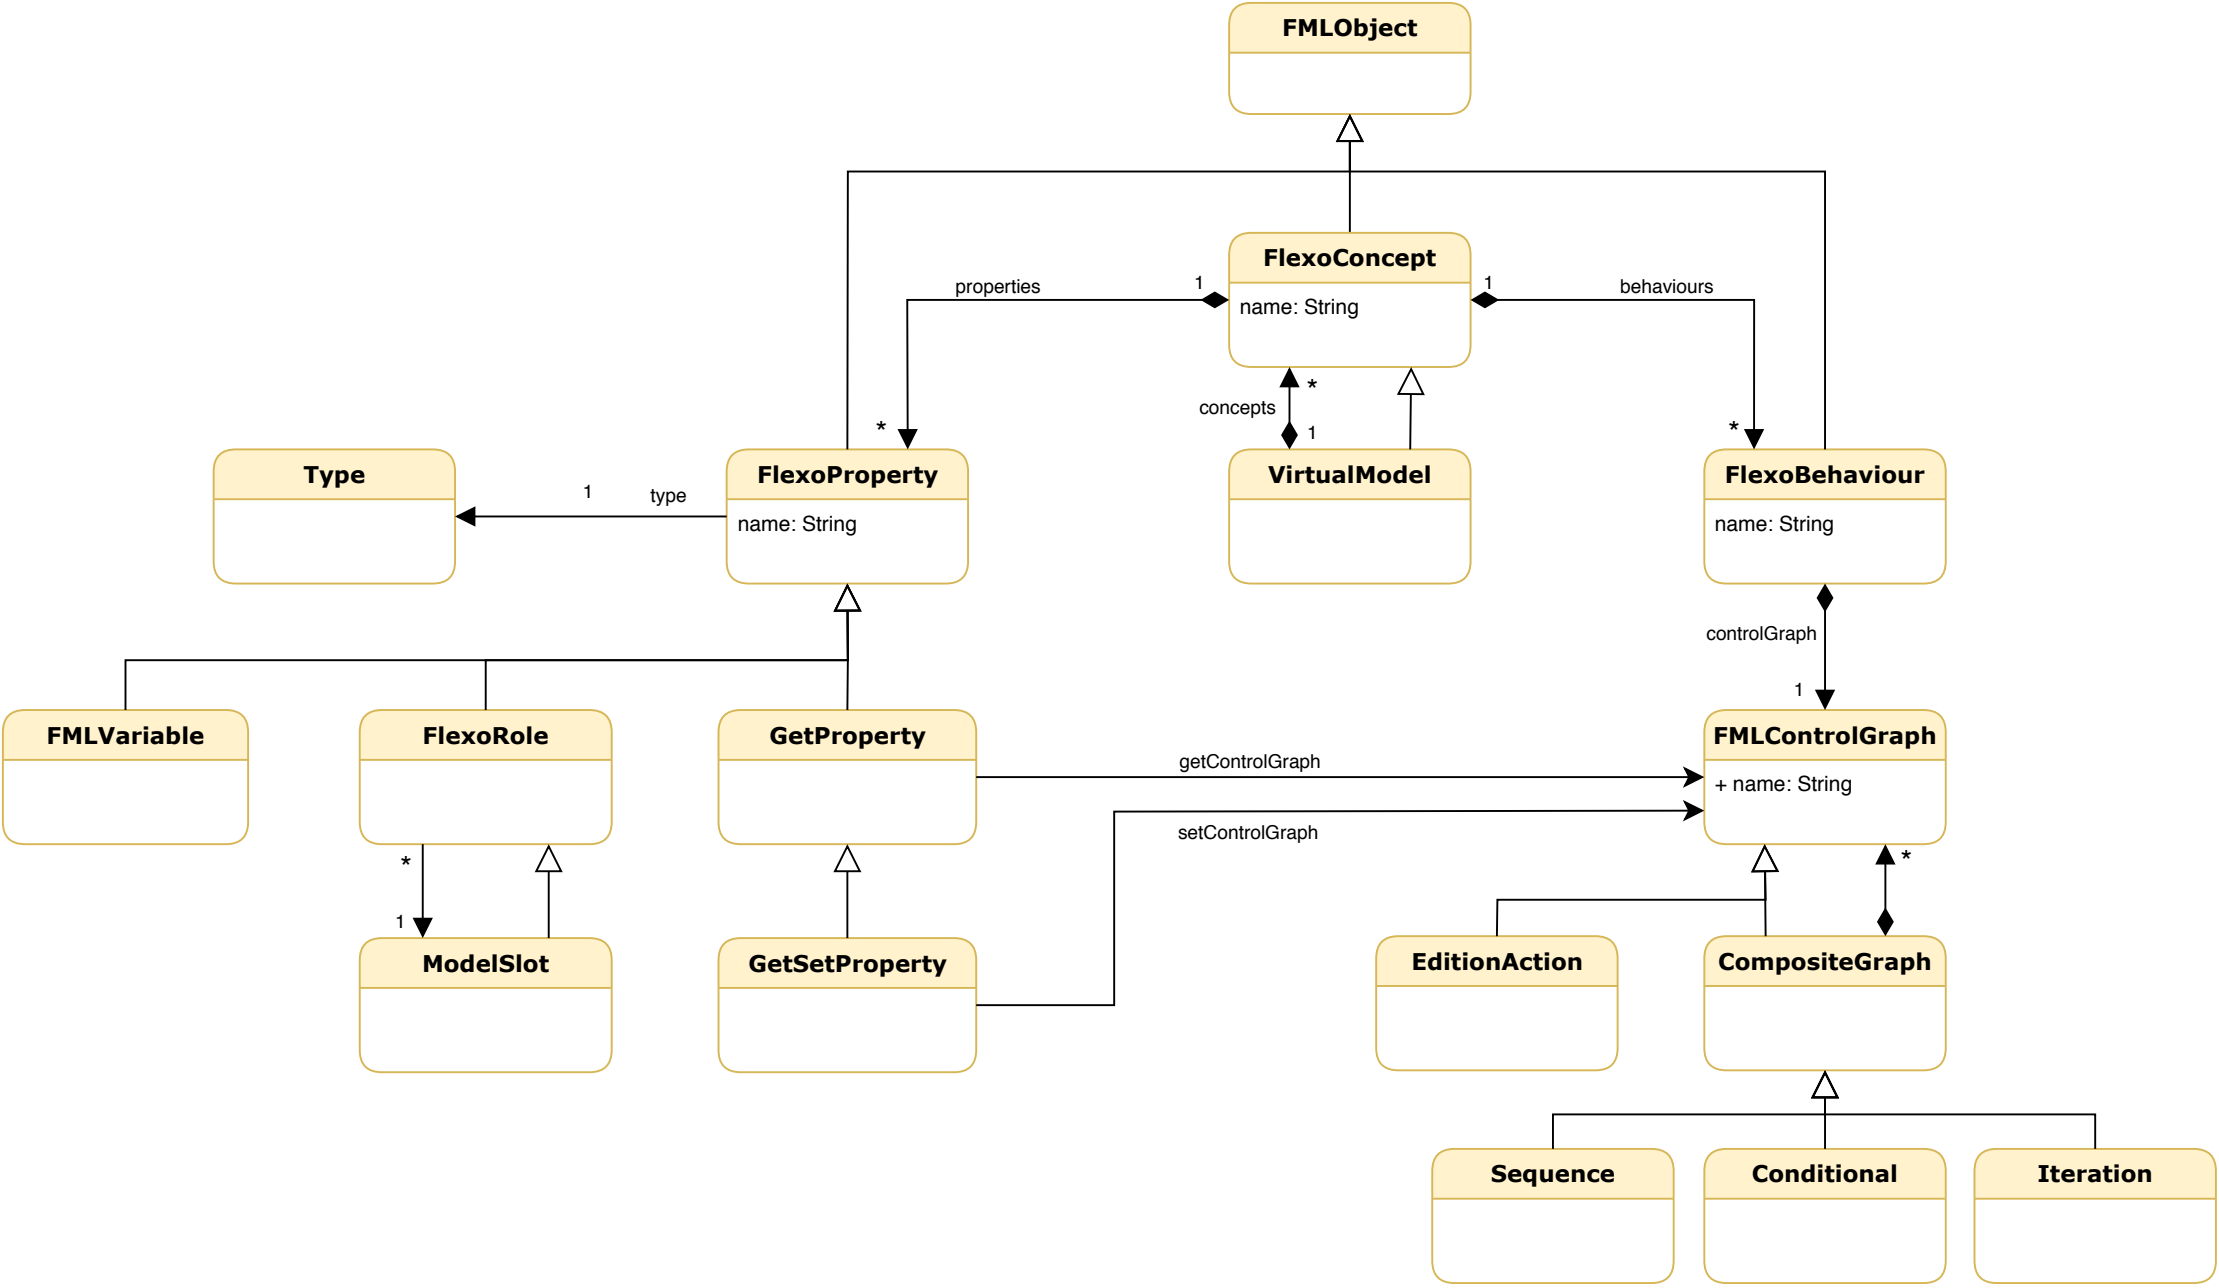 FMLObject
FlexoConcept
name: String
properties
1
1
behaviours
*
*
*
concepts
1
Type
1
type
FlexoProperty
name: String
VirtualModel
FlexoBehaviour
name: String
controlGraph
1
FMLVariable
FlexoRole
GetProperty
getControlGraph
FMLControlGraph
+ name: String
setControlGraph
*
1
*
ModelSlot
GetSetProperty
EditionAction
CompositeGraph
Sequence
Conditional
Iteration